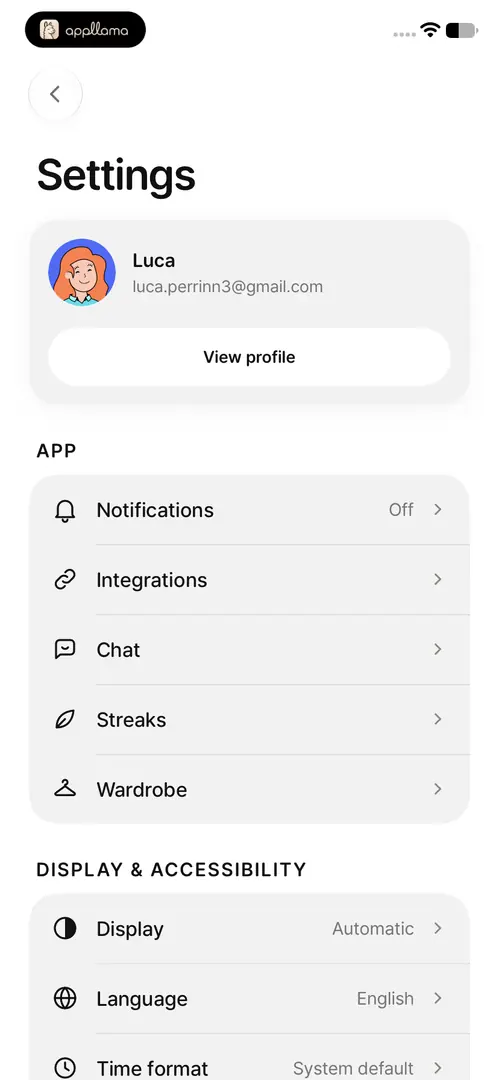 appllama
Settings
Luca
luca.perrinn3@gmail.com
View profile
APP
Notifications Off
Integrations
Chat
Streaks
Wardrobe
DISPLAY & ACCESSIBILITY
Display Automatic
Language English
Time format System default